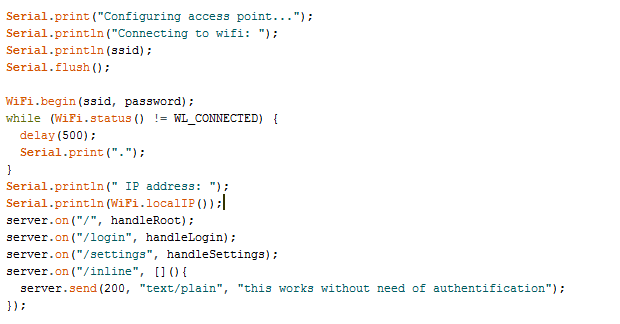 Serial.print("Configuring access point...");
Serial.println("Connecting to wifi: ");
Serial.println(ssid);
Serial.flush();
WiFi.begin(ssid, password);
while (WiFi.status() != WL_CONNECTED) {
delay(500);
Serial.print(".");
}
Serial.println(" IP address: ");
Serial.println(WiFi.localIP());
server.on("/", handleRoot);
server.on("/login", handleLogin);
server.on("/settings", handleSettings);
server.on("/inline", [](){
server.send(200, "text/plain", "this works without need of authentification");
});